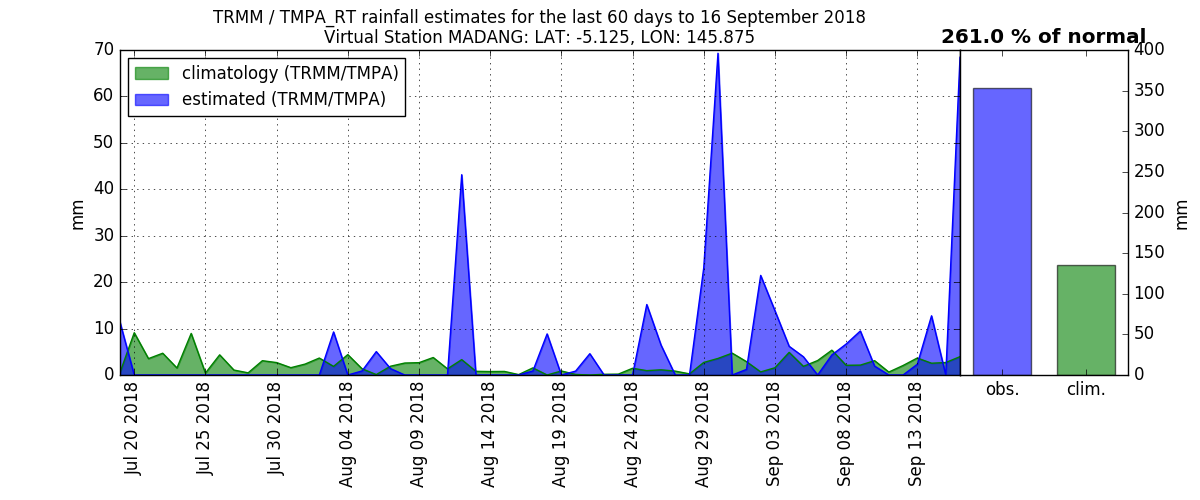 TRMM / TMPA_RT rainfall estimates for the last 60 days to 16 September 2018
Virtual Station MADANG: LAT: -5.125, LON: 145.875
261.0 % of normal
climatology (TRMM/TMPA)
estimated (TRMM/TMPA)
mm
70
60
50
40
30
20
10
0
Jul 20 2018
Jul 25 2018
Jul 30 2018
Aug 04 2018
Aug 09 2018
Aug 14 2018
Aug 19 2018
Aug 24 2018
Aug 29 2018
Sep 03 2018
Sep 08 2018
Sep 13 2018
400
350
300
250
200
150
100
50
0
mm
obs.
clim.